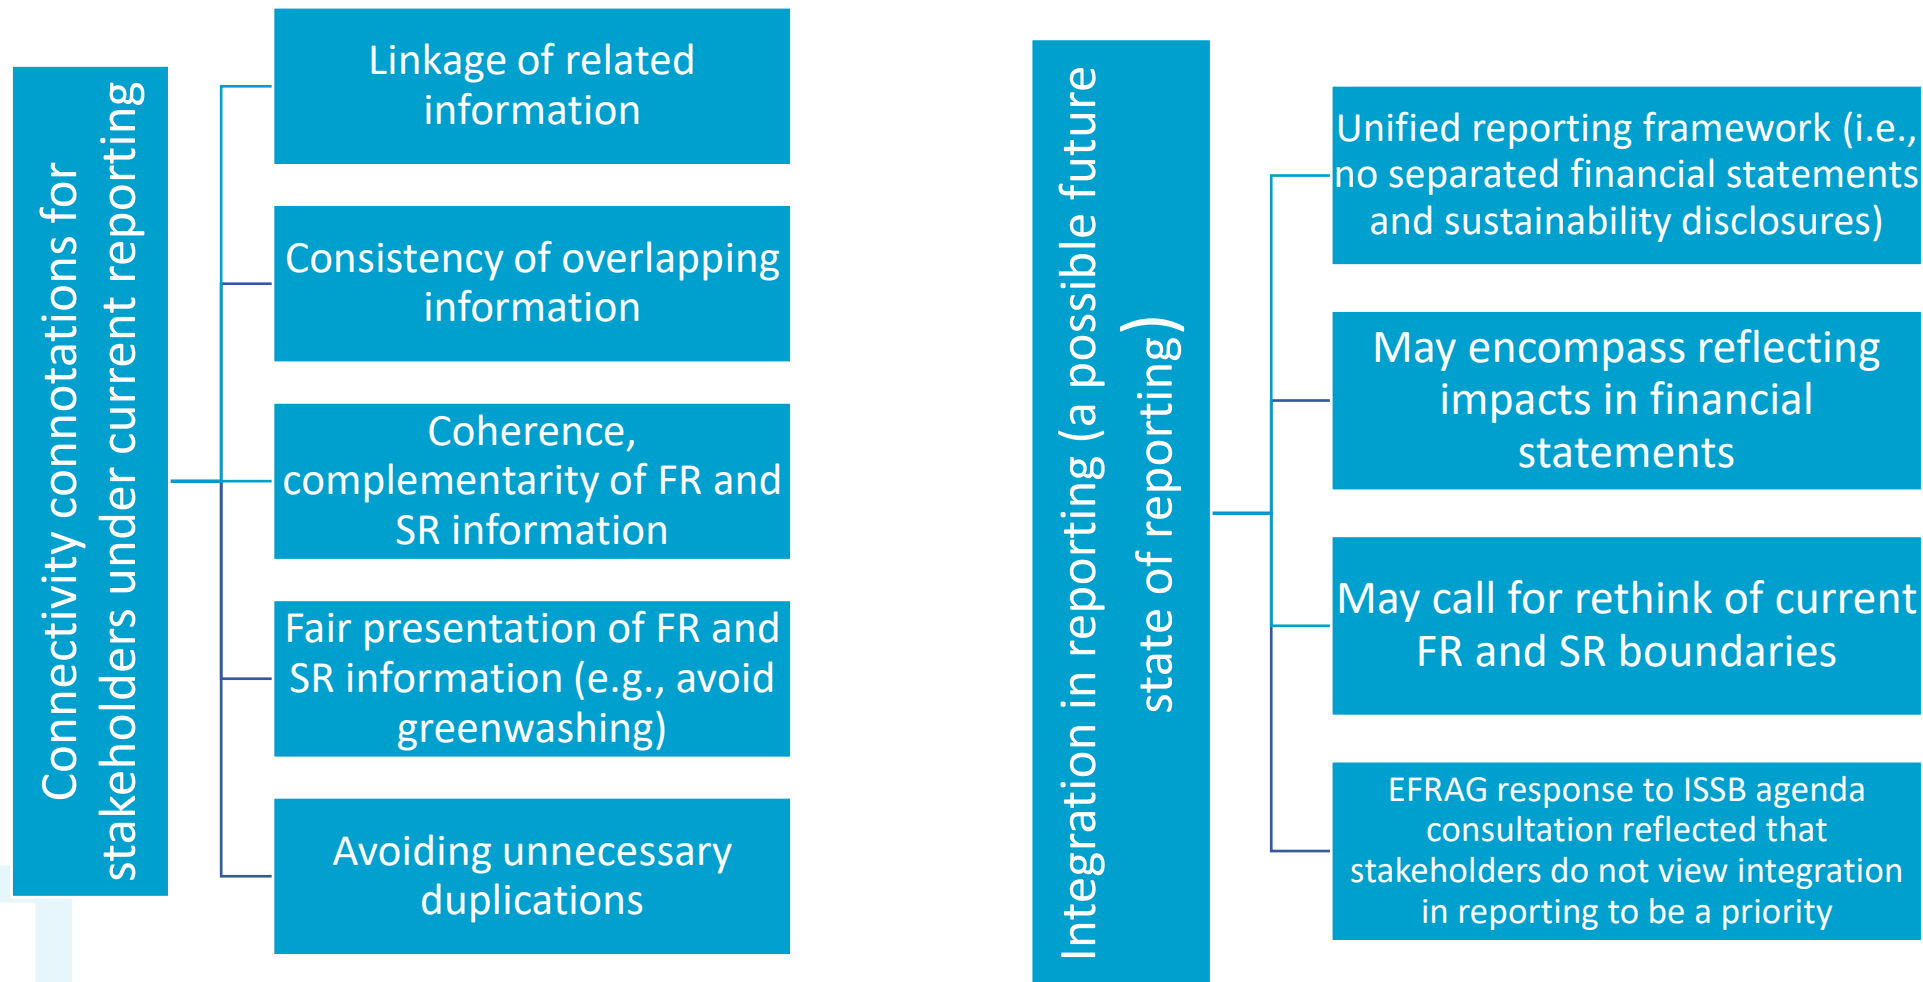 Connectivity connotations for
stakeholders under current reporting
Linkage of related
information
Consistency of overlapping
information
Coherence,
complementarity of FR and
SR information
Fair presentation of FR and
SR information (e.g., avoid
greenwashing)
Avoiding unnecessary
duplications
Integration in reporting (a possible future
state of reporting)
Unified reporting framework (i.e.,
no separated financial statements
and sustainability disclosures)
May encompass reflecting
impacts in financial
statements
May call for rethink of current
FR and SR boundaries
EFRAG response to ISSB agenda
consultation reflected that
stakeholders do not view integration
in reporting to be a priority